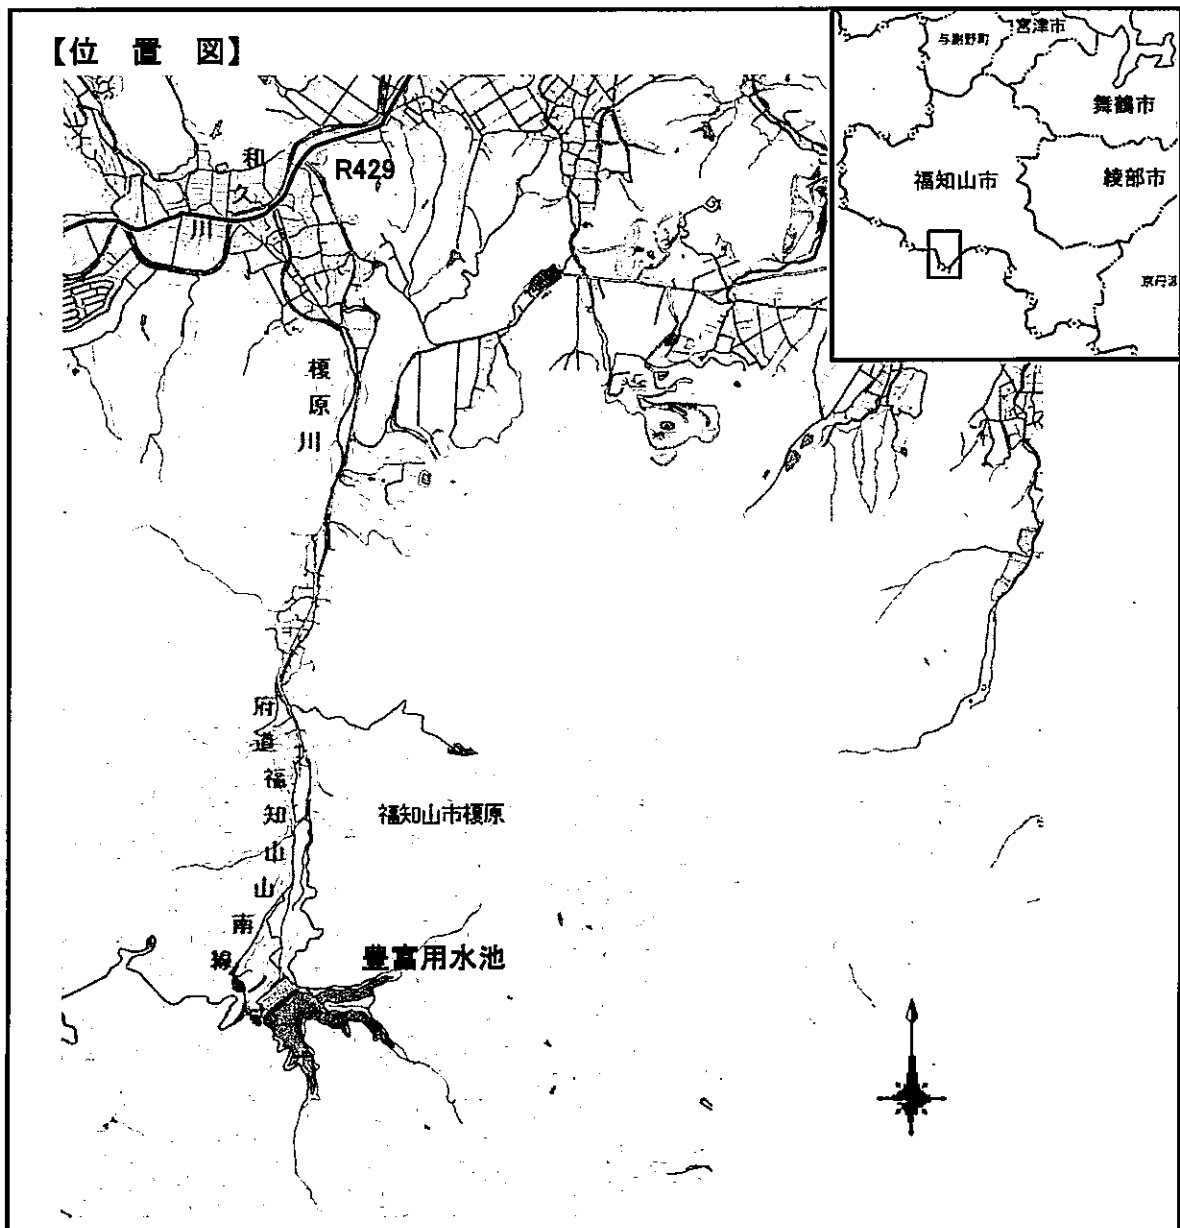 【位 置 図】
与謝野町
宮津市
舞鶴市
福知山市
綾部市
京丹波
和久川
R429
榎原川
府道福知山山南線
福知山市榎原
豊富用水池